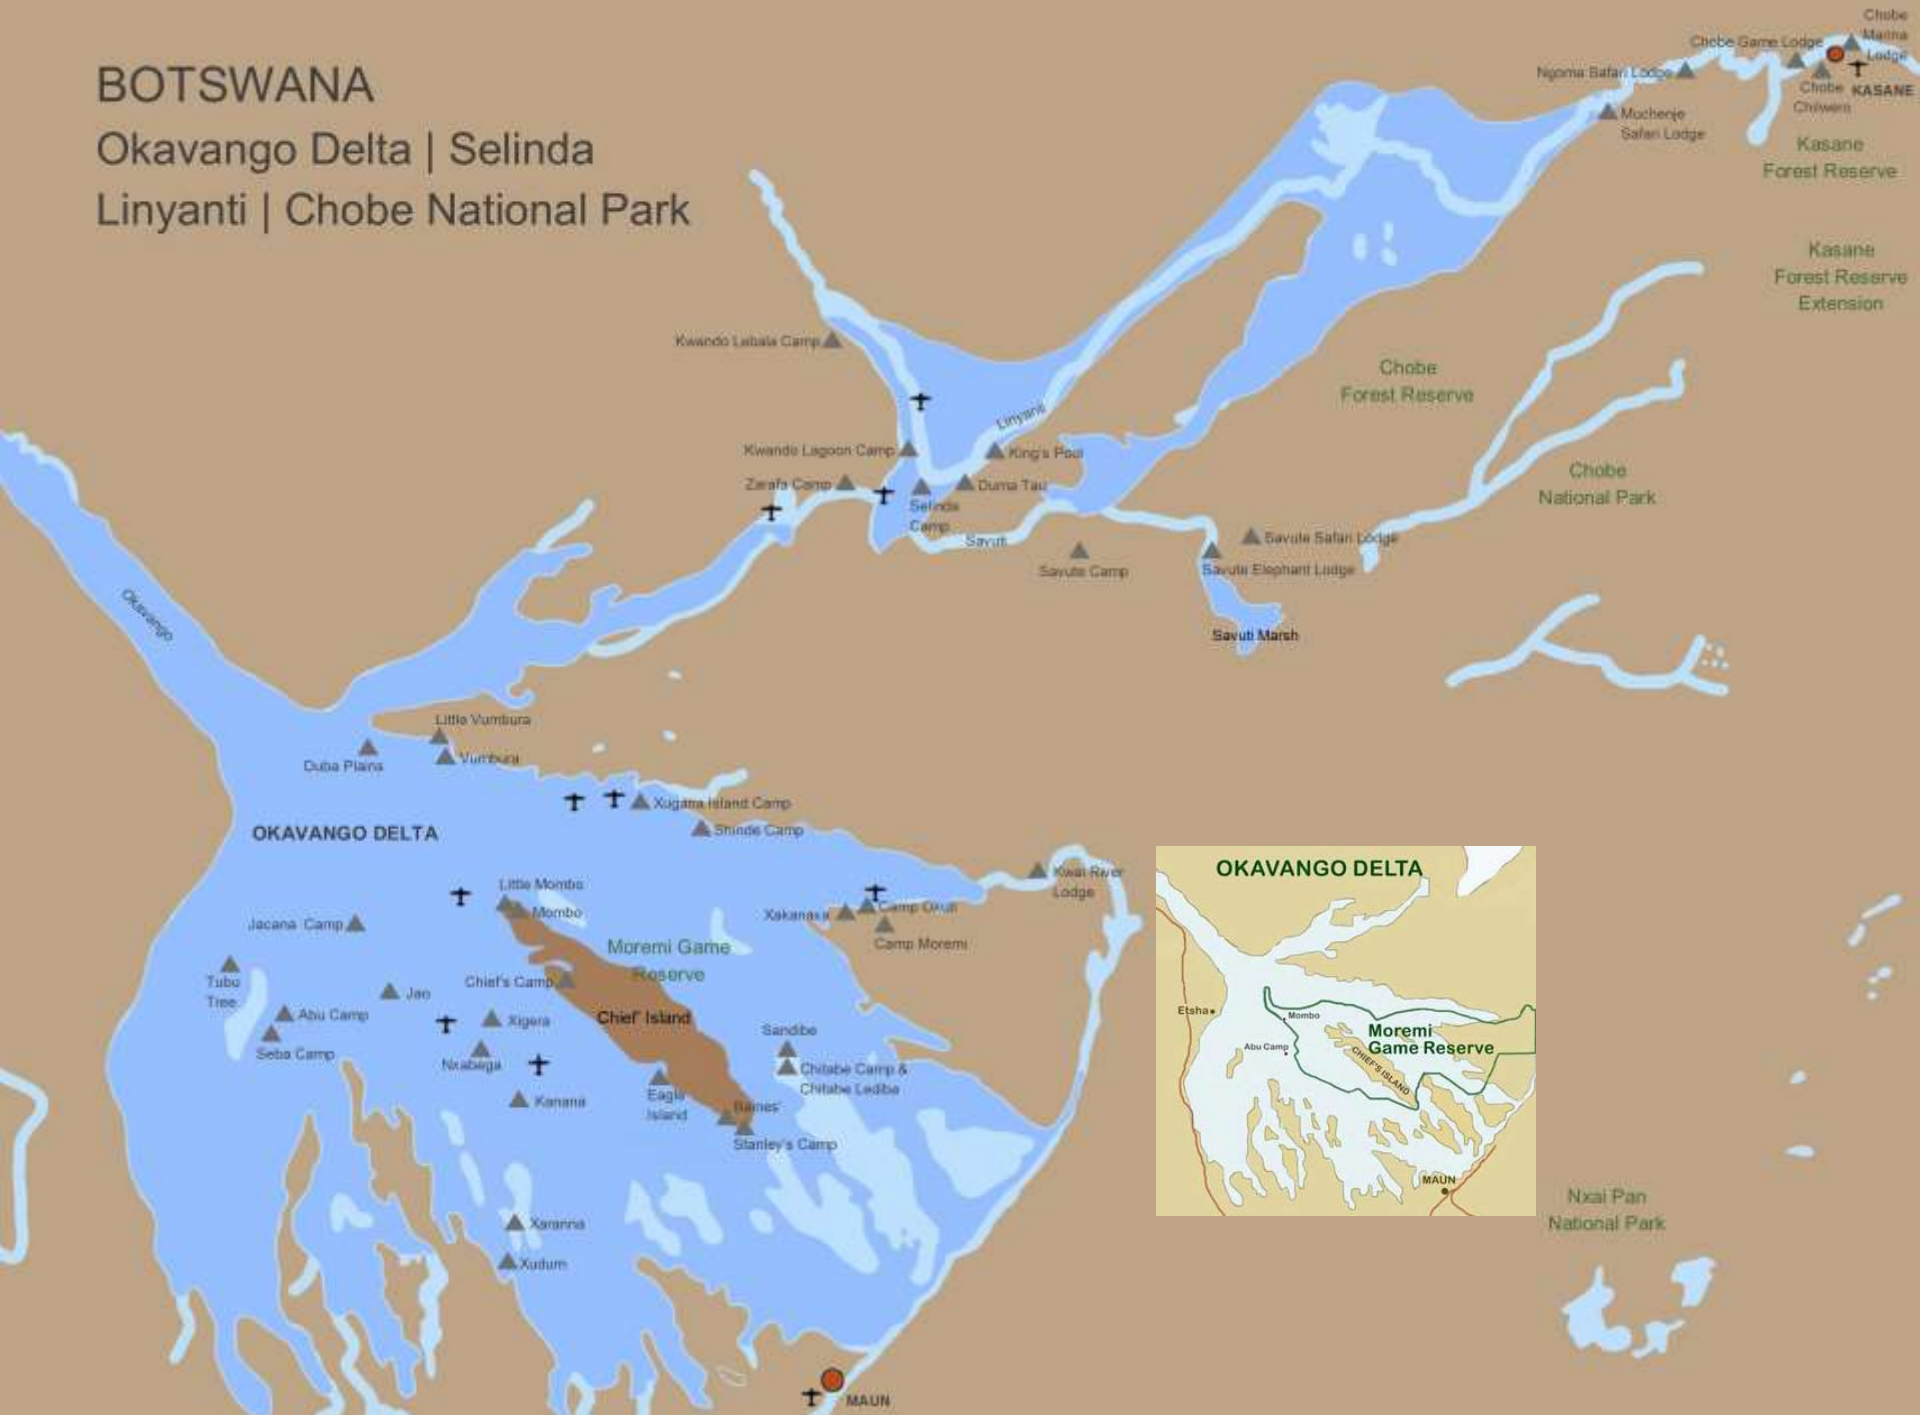 BOTSWANA
Okavango Delta | Selinda
Linyanti | Chobe National Park
Chobe
Marina
Lodge
Chobe Game Lodge
Ngoma Safari Lodge
Chobe
Chilwero
KASANE
Muchenje
Safari Lodge
Kasane
Forest Reserve
Kasane
Forest Reserve
Extension
Kwando Lebala Camp
Chobe
Forest Reserve
Linyanti
Kwando Lagoon Camp
King's Pool
Zarafa Camp
Duma Tau
Selinda
Camp
Chobe
National Park
Savuti
Savute Safari Lodge
Savute Camp
Savute Elephant Lodge
Savuti Marsh
Okavango
Little Vumbura
Vumbura
Duba Plains
Xugana Island Camp
Shinde Camp
OKAVANGO DELTA
Kwai River
Lodge
Little Mombo
Mombo
Xakanaxa
Camp Okuti
Camp Moremi
Jacana Camp
Moremi Game
Reserve
Tubu
Tree
Chief's Camp
Jao
Abu Camp
Xigera
Chief' Island
Sandibe
Seba Camp
Nxabega
Chitabe Camp &
Chitabe Lediba
Kanana
Eagle
Island
Baines'
Stanley's Camp
Xaranna
Xudum
MAUN
OKAVANGO DELTA
Etsha
Mombo
Moremi
Game Reserve
Abu Camp
CHIEF'S ISLAND
MAUN
Nxai Pan
National Park